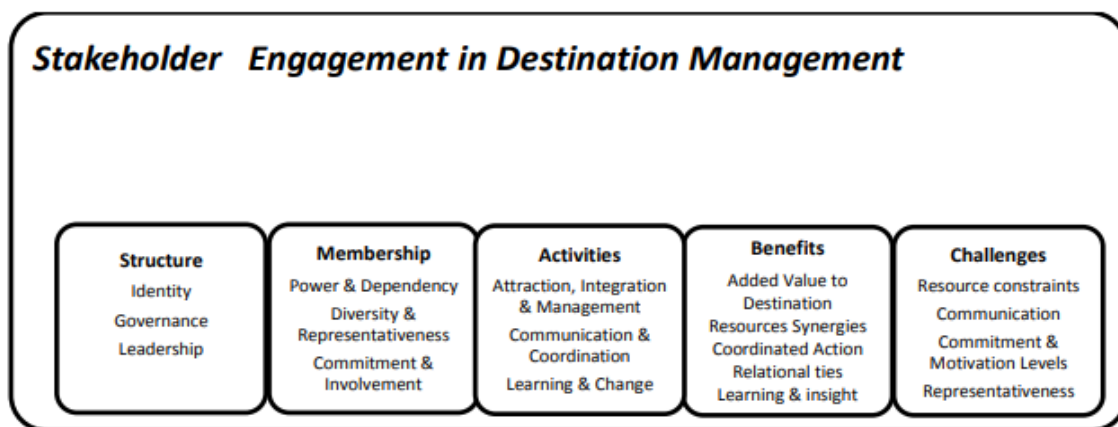 Stakeholder Engagement in Destination Management
Structure
Identity
Governance
Leadership
Membership
Power & Dependency
Diversity &
Representativeness
Commitment &
Involvement
Activities
Attraction, Integration
& Management
Communication &
Coordination
Learning & Change
Benefits
Added Value to
Destination
Resources Synergies
Coordinated Action
Relational ties
Learning & insight
Challenges
Resource constraints
Communication
Commitment &
Motivation Levels
Representativeness